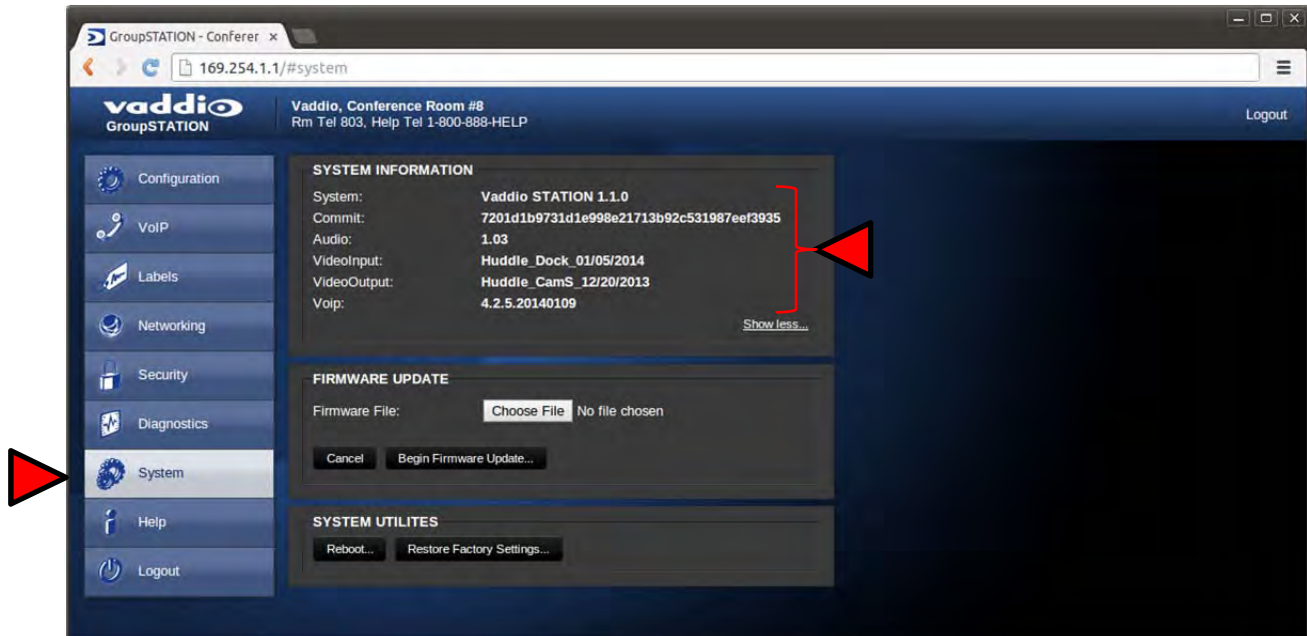 GroupSTATION - Conferer ×
169.254.1.1/#system
vaddio
GroupSTATION
Vaddio, Conference Room #8
Rm Tel 803, Help Tel 1-800-888-HELP
Logout
Configuration
VoIP
Labels
Networking
Security
Diagnostics
System
Help
Logout
SYSTEM INFORMATION
System: Vaddio STATION 1.1.0
Commit: 7201d1b9731d1e998e21713b92c531987eef3935
Audio: 1.03
VideoInput: Huddle_Dock_01/05/2014
VideoOutput: Huddle_CamS_12/20/2013
Voip: 4.2.5.20140109
Show less...
FIRMWARE UPDATE
Firmware File: Choose File No file chosen
Cancel Begin Firmware Update...
SYSTEM UTILITES
Reboot... Restore Factory Settings...